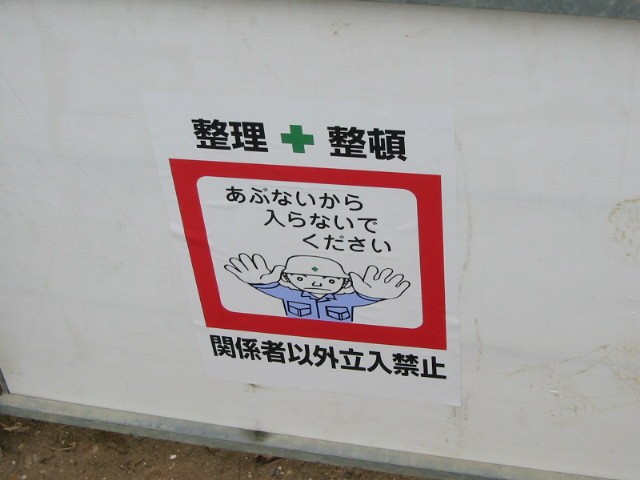 整理 整頓
あぶないから
入らないで
ください
関係者以外立入禁止